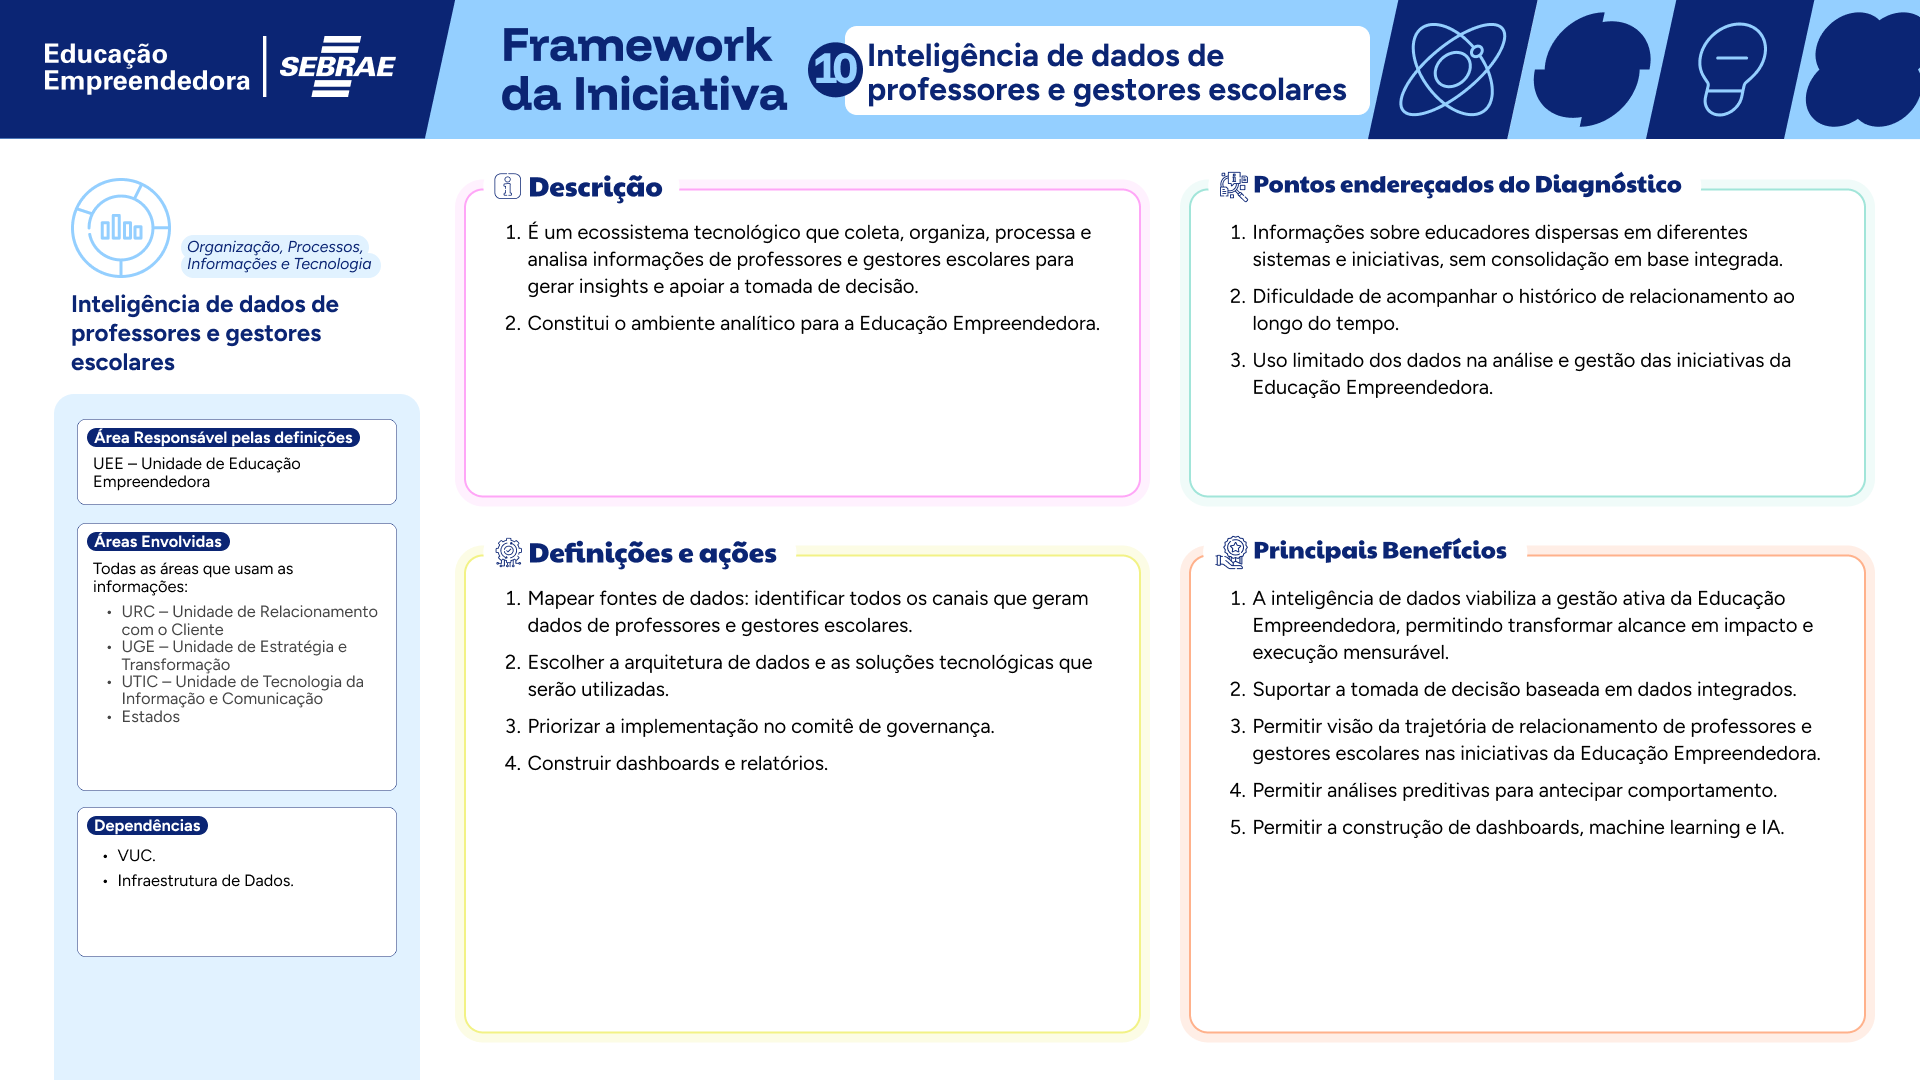 Educação
Empreendedora
SEBRAE
Framework
da Iniciativa
10
Inteligência de dados de
professores e gestores escolares
Organização, Processos,
Informações e Tecnologia
Inteligência de dados de
professores e gestores
escolares
Área Responsável pelas definições
UEE – Unidade de Educação
Empreendedora
Áreas Envolvidas
Todas as áreas que usam as
informações:
• URC – Unidade de Relacionamento
com o Cliente
• UGE – Unidade de Estratégia e
Transformação
• UTIC – Unidade de Tecnologia da
Informação e Comunicação
• Estados
Dependências
• VUC.
• Infraestrutura de Dados.
Descrição
1. É um ecossistema tecnológico que coleta, organiza, processa e
analisa informações de professores e gestores escolares para
gerar insights e apoiar a tomada de decisão.
2. Constitui o ambiente analítico para a Educação Empreendedora.
Pontos endereçados do Diagnóstico
1. Informações sobre educadores dispersas em diferentes
sistemas e iniciativas, sem consolidação em base integrada.
2. Dificuldade de acompanhar o histórico de relacionamento ao
longo do tempo.
3. Uso limitado dos dados na análise e gestão das iniciativas da
Educação Empreendedora.
Definições e ações
1. Mapear fontes de dados: identificar todos os canais que geram
dados de professores e gestores escolares.
2. Escolher a arquitetura de dados e as soluções tecnológicas que
serão utilizadas.
3. Priorizar a implementação no comitê de governança.
4. Construir dashboards e relatórios.
Principais Benefícios
1. A inteligência de dados viabiliza a gestão ativa da Educação
Empreendedora, permitindo transformar alcance em impacto e
execução mensurável.
2. Suportar a tomada de decisão baseada em dados integrados.
3. Permitir visão da trajetória de relacionamento de professores e
gestores escolares nas iniciativas da Educação Empreendedora.
4. Permitir análises preditivas para antecipar comportamento.
5. Permitir a construção de dashboards, machine learning e IA.